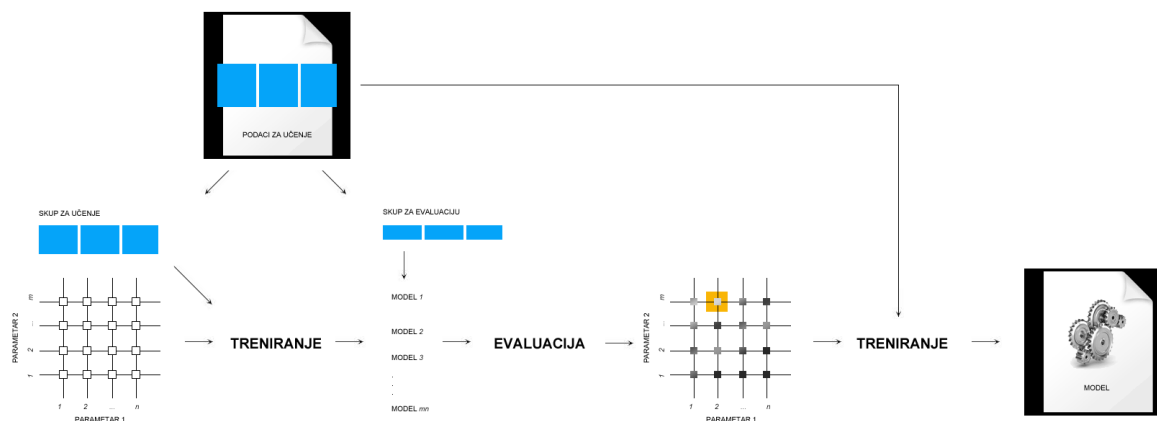 PODACI ZA UČENJE
SKUP ZA UČENJE
SKUP ZA EVALUACIJU
PARAMETAR 2
m
...
2
1
1 2 ... n
PARAMETAR 1
TRENIRANJE
MODEL 1
MODEL 2
MODEL 3
.
.
.
MODEL mn
EVALUACIJA
PARAMETAR 2
m
...
2
1
1 2 ... n
PARAMETAR 1
TRENIRANJE
MODEL